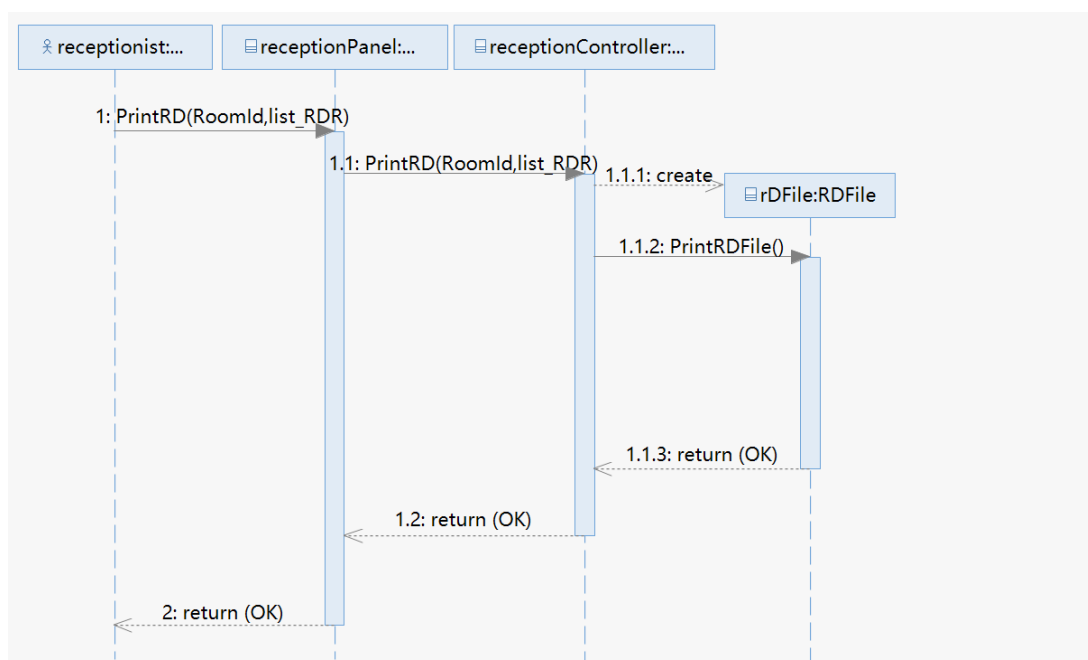 receptionist:...
receptionPanel:...
receptionController:...
1: PrintRD(RoomId,list_RDR)
1.1: PrintRD(RoomId,list_RDR)
1.1.1: create
rDFile:RDFile
1.1.2: PrintRDFile()
1.1.3: return (OK)
1.2: return (OK)
2: return (OK)